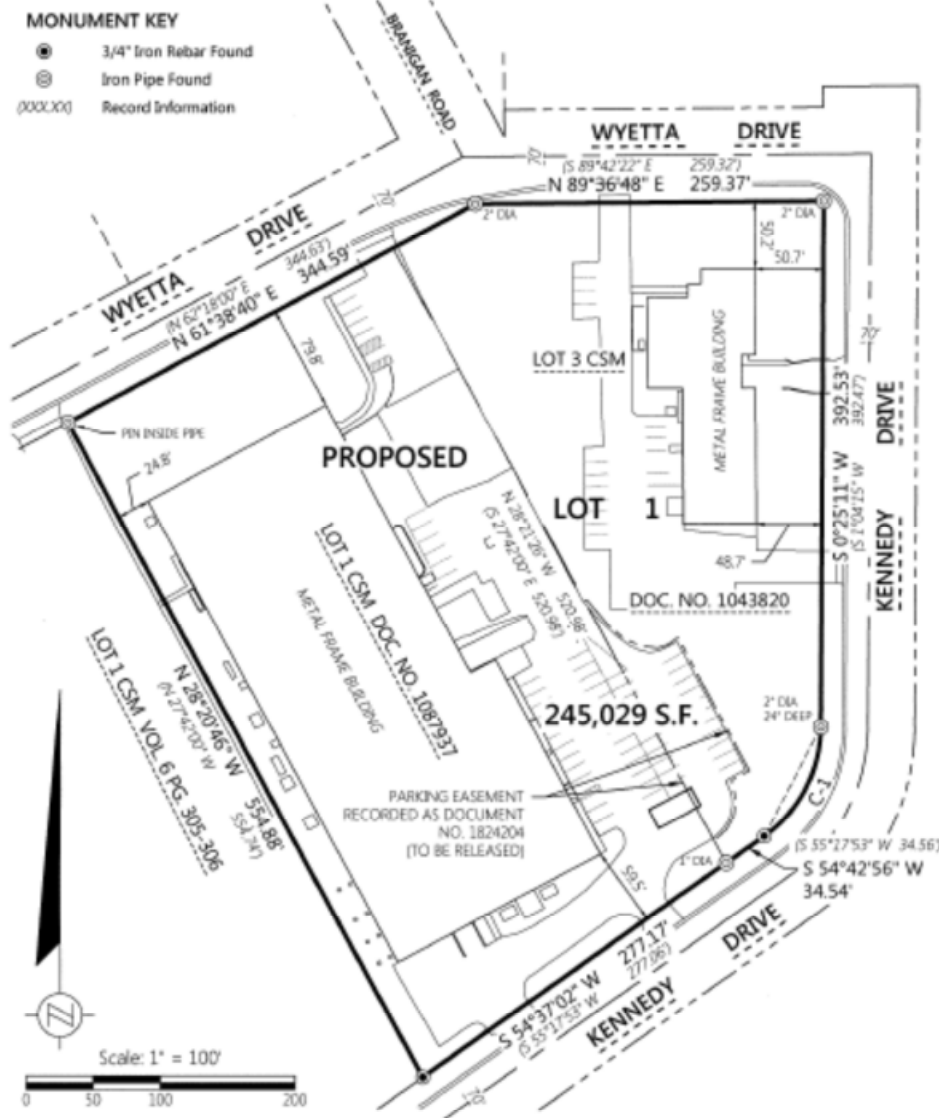 MONUMENT KEY
3/4" Iron Rebar Found
Iron Pipe Found
(XXX.XX) Record Information
BRANIGAN ROAD
WYETTA DRIVE
70'
(S 89°42'22" E 259.32')
N 89°36'48" E 259.37'
2" DIA
2" DIA
70'
WYETTA DRIVE
(N 62°18'00" E 344.63')
N 61°38'40" E 344.59'
50.2'
50.7'
79.8'
PIN INSIDE PIPE
24.8'
LOT 3 CSM
METAL FRAME BUILDING
70'
S 0°25'11" W 392.53'
(S 1°04'15" W 392.47')
KENNEDY DRIVE
PROPOSED
LOT 1
N 28°21'26" W 520.98'
(S 27°42'00" E 520.98')
48.7'
DOC. NO. 1043820
LOT 1 CSM DOC. NO. 1087937
METAL FRAME BUILDING
LOT 1 CSM VOL. 6 PG. 305-306
N 28°20'46" W 554.88'
(N 27°42'00" W 554.74')
245,029 S.F.
2" DIA
24" DEEP
C-1
PARKING EASEMENT
RECORDED AS DOCUMENT
NO. 1824204
(TO BE RELEASED)
1" DIA
(S 55°17'53" W 34.56')
S 54°42'56" W
34.54'
59.5'
S 54°37'02" W 277.17'
(S 55°17'53" W 277.06')
KENNEDY DRIVE
70'
N
Scale: 1" = 100'
0 50 100 200